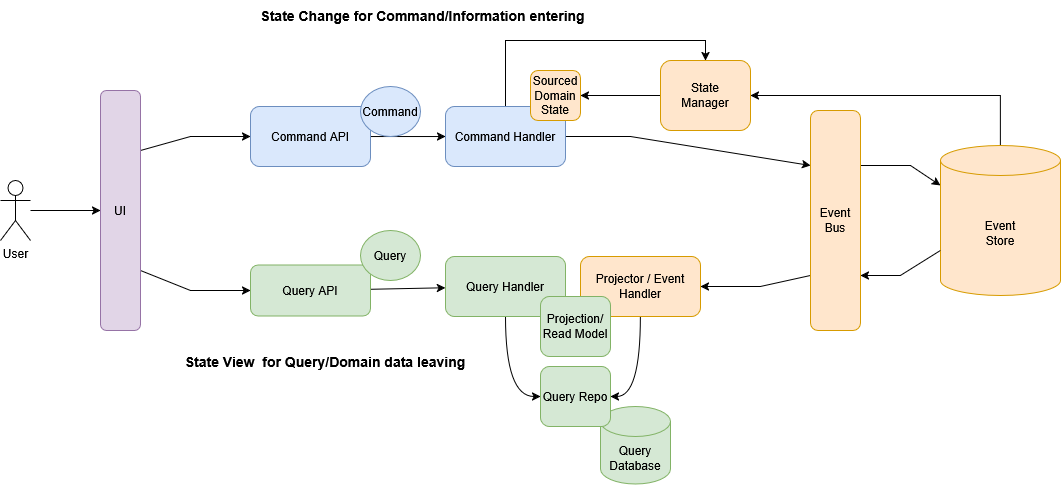 State Change for Command/Information entering
Sourced
Domain
State
State
Manager
Command
Command API
Command Handler
User
UI
Event
Bus
Event
Store
Query
Query API
Query Handler
Projector / Event
Handler
Projection/
Read Model
State View  for Query/Domain data leaving
Query Repo
Query
Database